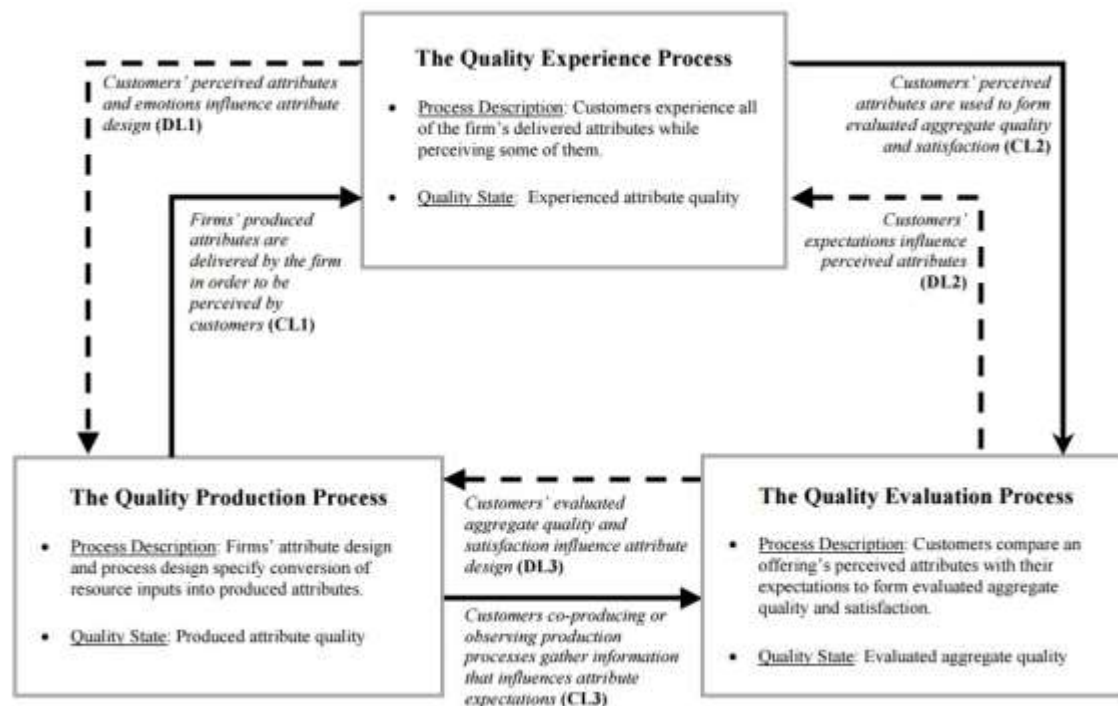 The Quality Experience Process
• Process Description: Customers experience all
of the firm's delivered attributes while
perceiving some of them.
• Quality State: Experienced attribute quality
Customers' perceived attributes
and emotions influence attribute
design (DL1)
Customers' perceived
attributes are used to form
evaluated aggregate quality
and satisfaction (CL2)
Firms' produced
attributes are
delivered by the firm
in order to be
perceived by
customers (CL1)
Customers'
expectations influence
perceived attributes
(DL2)
The Quality Production Process
• Process Description: Firms' attribute design
and process design specify conversion of
resource inputs into produced attributes.
• Quality State: Produced attribute quality
Customers' evaluated
aggregate quality and
satisfaction influence attribute
design (DL3)
Customers co-producing or
observing production
processes gather information
that influences attribute
expectations (CL3)
The Quality Evaluation Process
• Process Description: Customers compare an
offering's perceived attributes with their
expectations to form evaluated aggregate
quality and satisfaction.
• Quality State: Evaluated aggregate quality